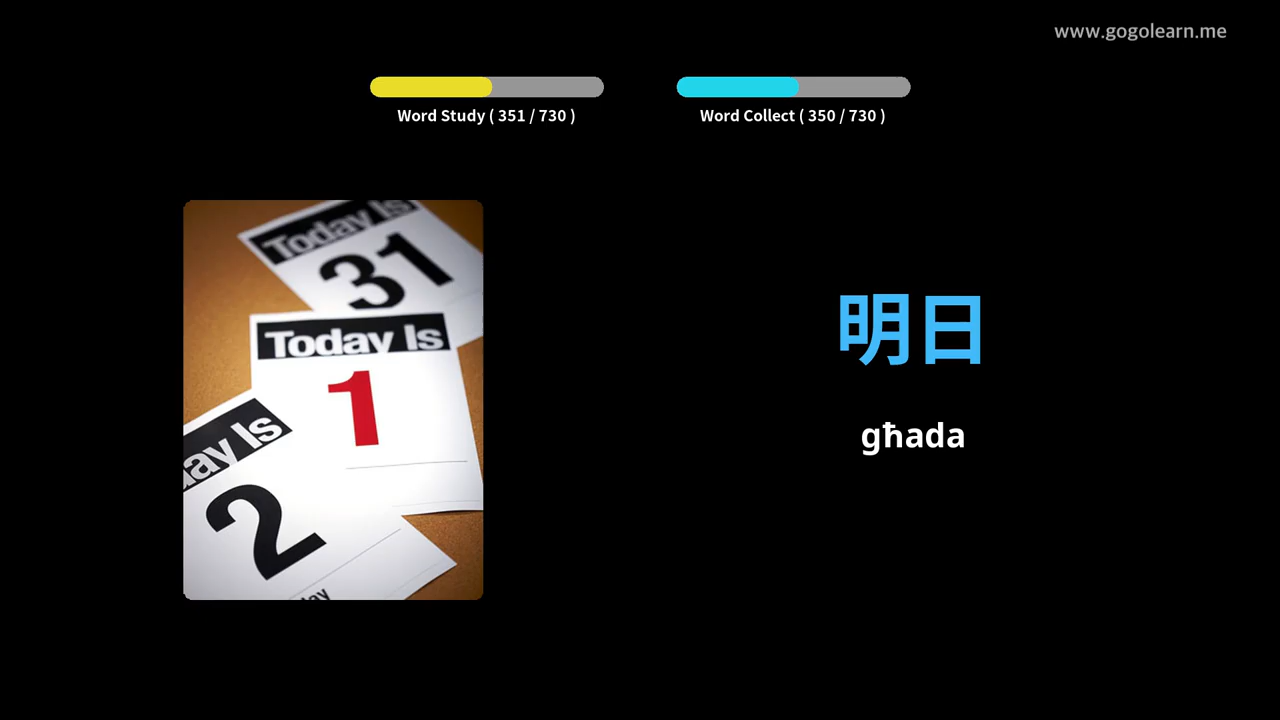 www.gogolearn.me
Word Study ( 351 / 730 )
Word Collect ( 350 / 730 )
Today Is
31
Today Is
1
ay Is
2
明日
għada